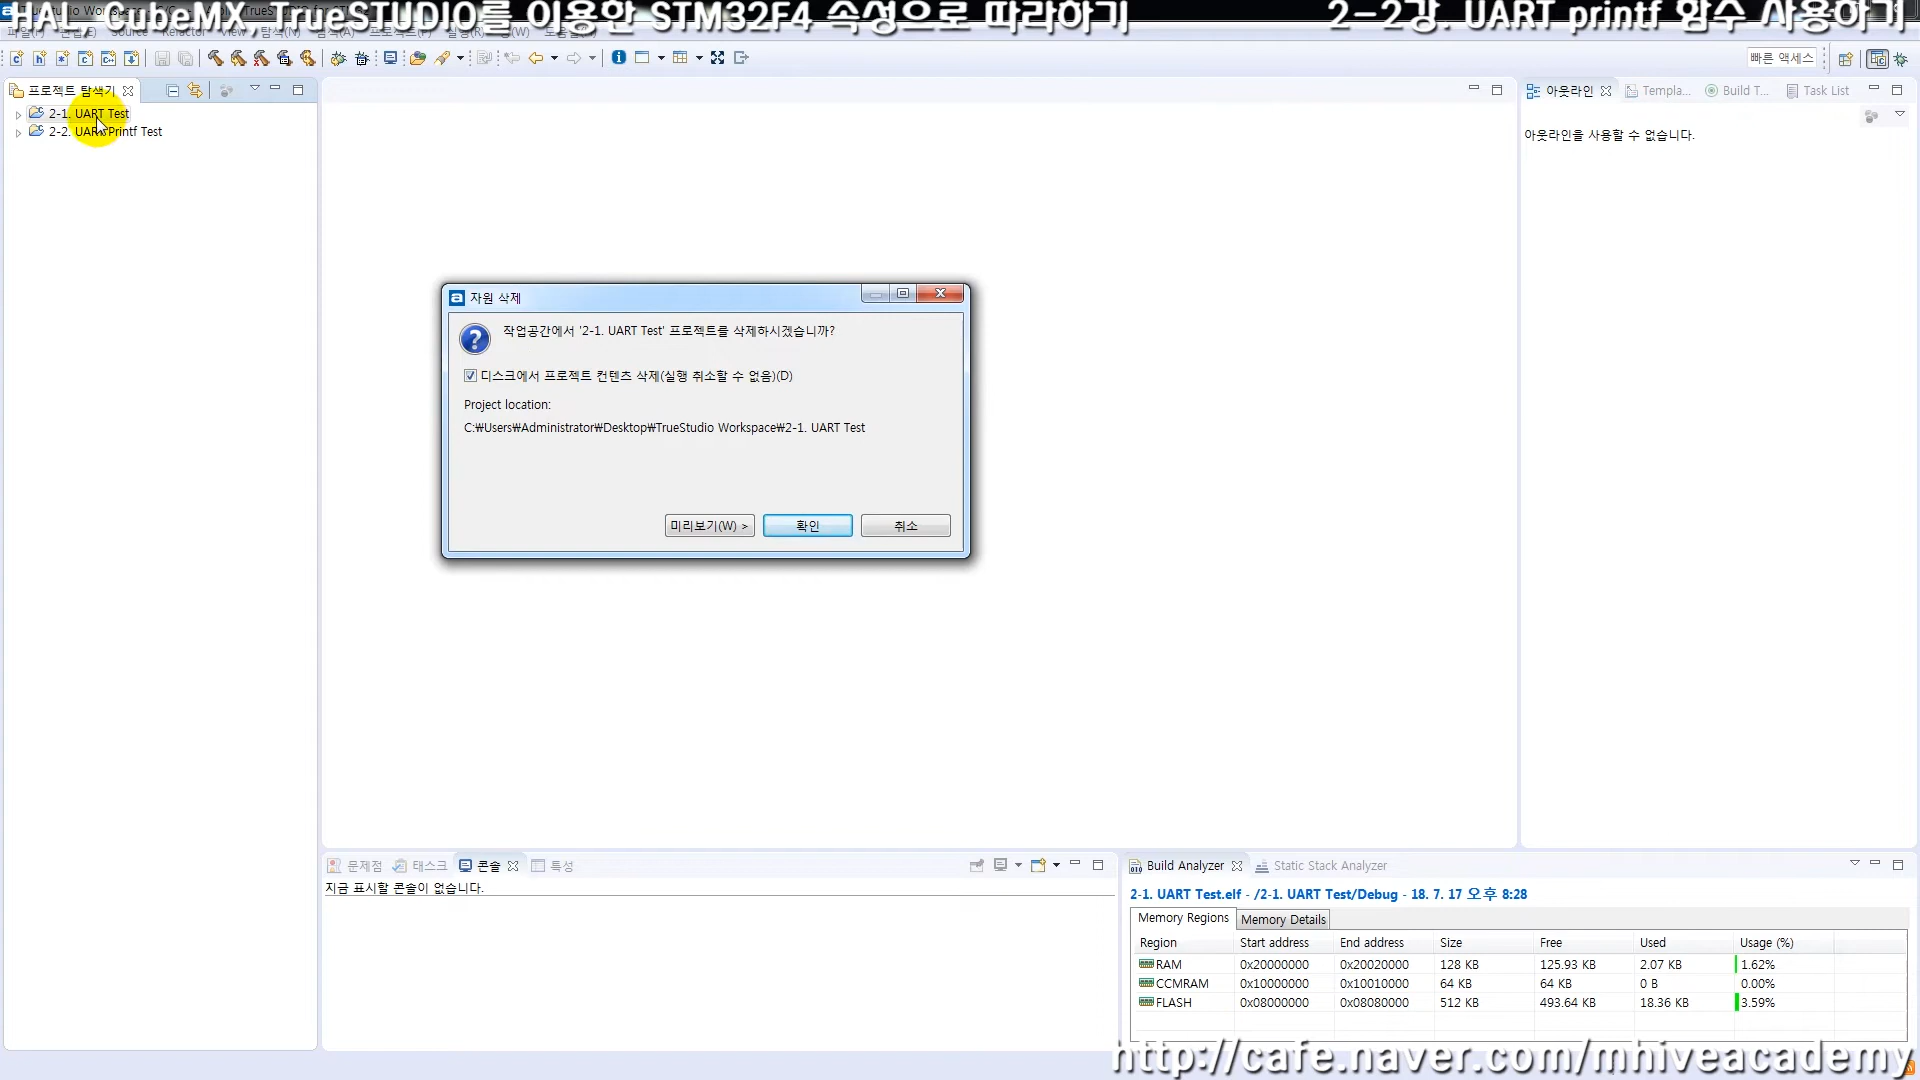 HAL, CubeMX, TrueSTUDIO를 이용한 STM32F4 속성으로 따라하기
2-2강. UART printf 함수 사용하기
빠른 액세스
프로젝트 탐색기
2-1. UART Test
2-2. UART Printf Test
아웃라인
Templa...
Build T...
Task List
아웃라인을 사용할 수 없습니다.
자원 삭제
작업공간에서 '2-1. UART Test' 프로젝트를 삭제하시겠습니까?
디스크에서 프로젝트 컨텐츠 삭제(실행 취소할 수 없음)(D)
Project location:
C:₩Users₩Administrator₩Desktop₩TrueStudio Workspace₩2-1. UART Test
미리보기(W) >
확인
취소
문제점
태스크
콘솔
특성
지금 표시할 콘솔이 없습니다.
Build Analyzer
Static Stack Analyzer
2-1. UART Test.elf - /2-1. UART Test/Debug - 18. 7. 17 오후 8:28
Memory Regions
Memory Details
Region Start address End address Size Free Used Usage (%)
RAM 0x20000000 0x20020000 128 KB 125.93 KB 2.07 KB 1.62%
CCMRAM 0x10000000 0x10010000 64 KB 64 KB 0 B 0.00%
FLASH 0x08000000 0x08080000 512 KB 493.64 KB 18.36 KB 3.59%
http://cafe.naver.com/mhiveacademy